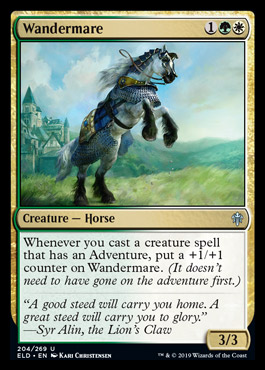 Wandermare 1
Creature — Horse
Whenever you cast a creature spell
that has an Adventure, put a +1/+1
counter on Wandermare. (It doesn't
need to have gone on the adventure first.)
“A good steed will carry you home. A
great steed will carry you to glory.”
—Syr Alin, the Lion's Claw
3/3
204/269 U
ELD • EN KARI CHRISTENSEN ™ & © 2019 Wizards of the Coast